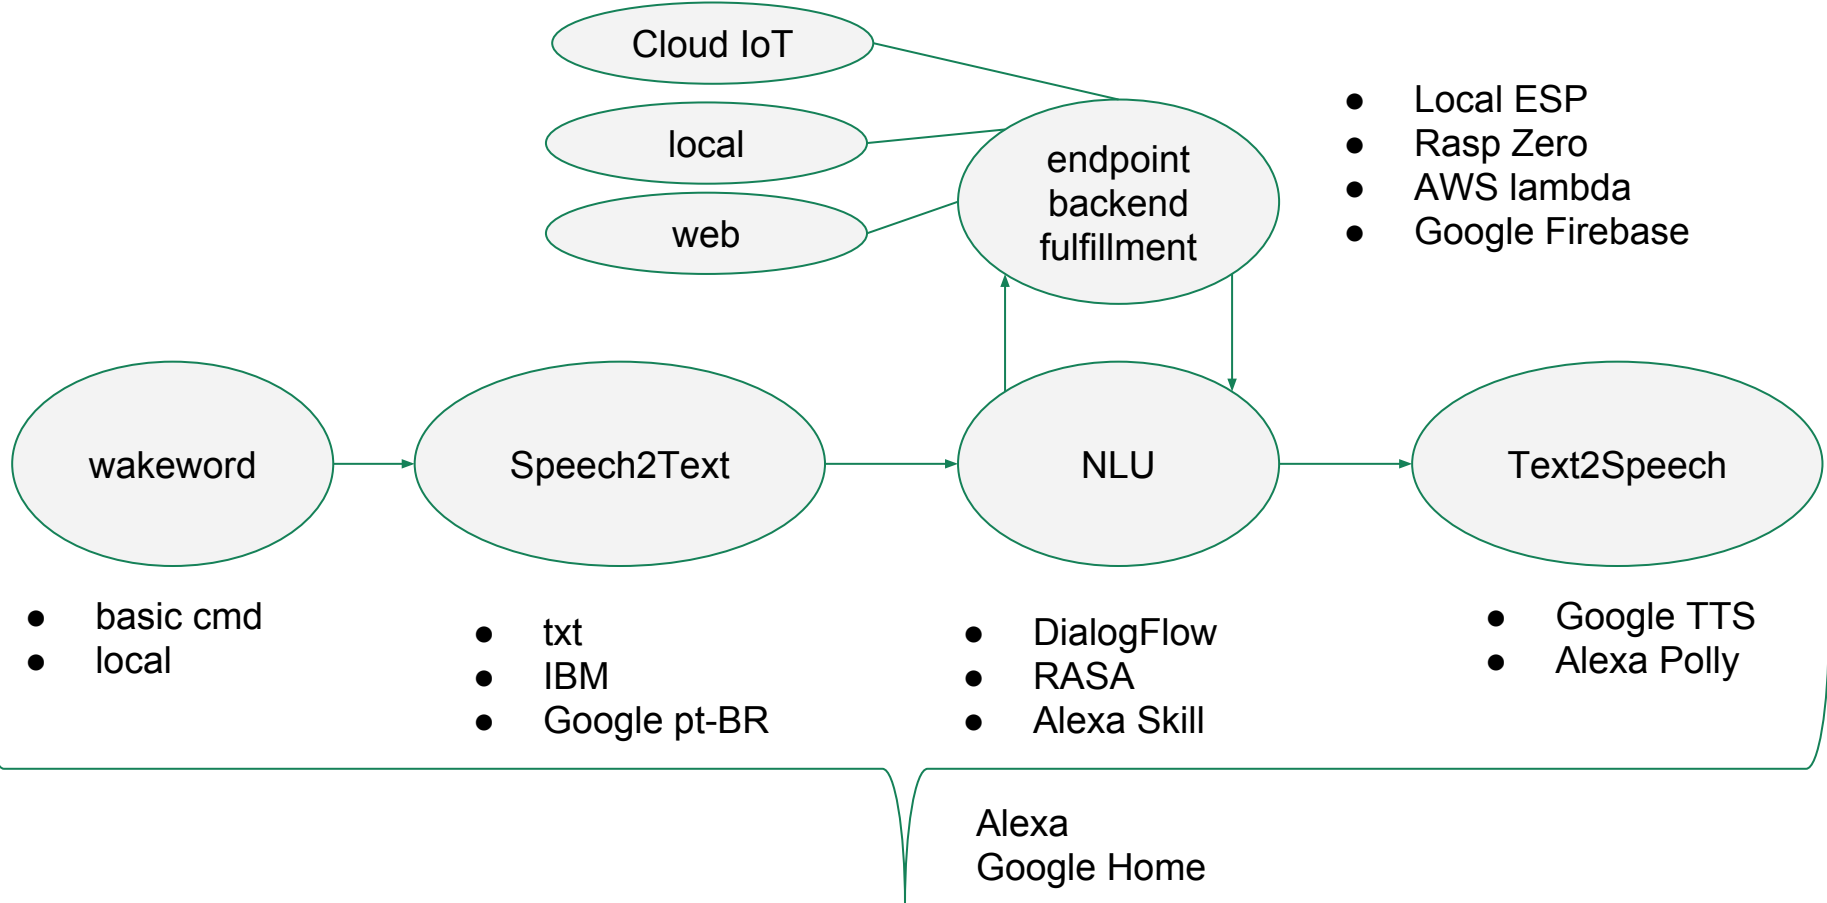 Cloud IoT
local
web
endpoint
backend
fulfillment
● Local ESP
● Rasp Zero
● AWS lambda
● Google Firebase
wakeword
Speech2Text
NLU
Text2Speech
● basic cmd
● local
● txt
● IBM
● Google pt-BR
● DialogFlow
● RASA
● Alexa Skill
● Google TTS
● Alexa Polly
Alexa
Google Home